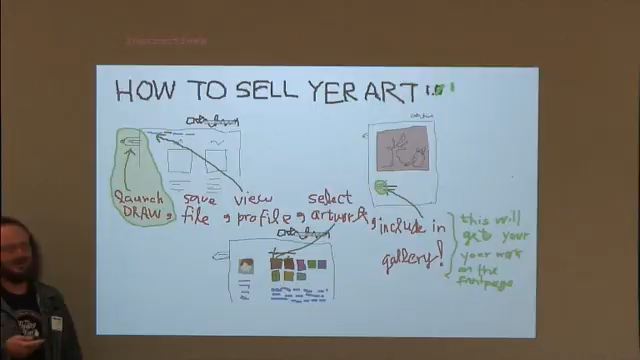 HOW TO SELL YER ART
launch save view select
DRAW, file, profile, artwork, include in
gallery!
this will
get your
your work
on the
frontpage